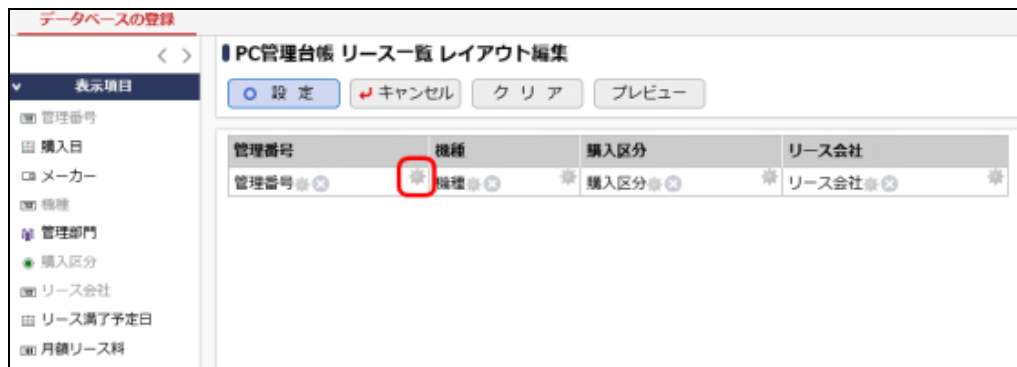 データベースの登録
表示項目
管理番号
購入日
メーカー
機種
管理部門
購入区分
リース会社
リース満了予定日
月額リース料
PC管理台帳 リース一覧 レイアウト編集
設 定 キャンセル ク リ ア プレビュー
管理番号 機種 購入区分 リース会社
管理番号 機種 購入区分 リース会社